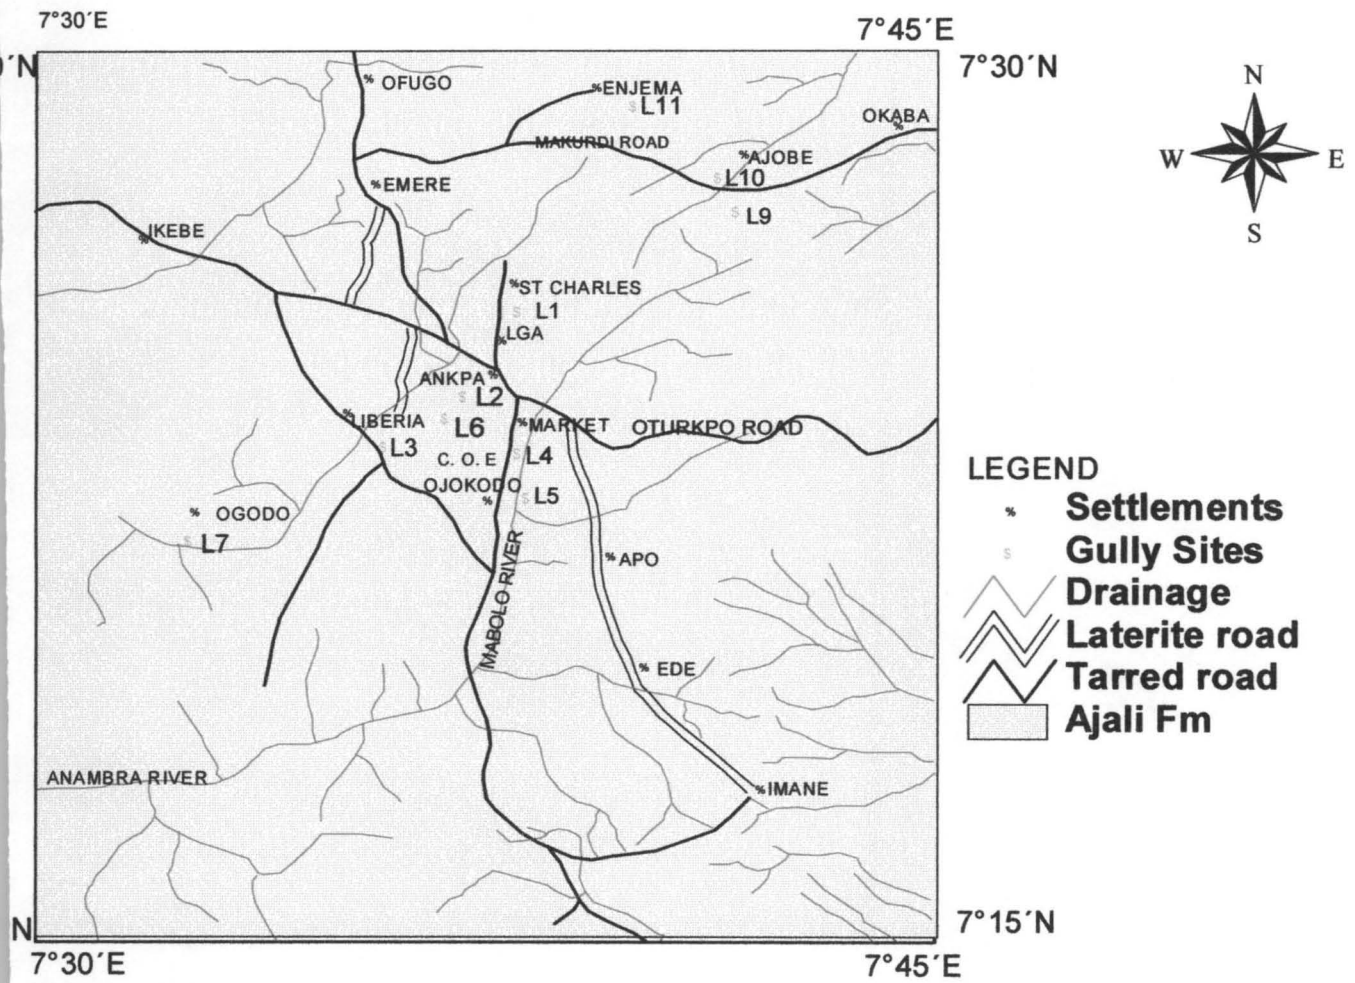 7°30´E
7°45´E
0´N
7°30´N
OFUGO
ENJEMA
L11
OKABA
MAKURDI ROAD
AJOBE
L10
EMERE
L9
IKEBE
ST CHARLES
L1
LGA
ANKPA
L2
LIBERIA
L6
MARKET
OTURKPO ROAD
L3
C. O. E
L4
OJOKODO
L5
OGODO
L7
APO
MABOLO RIVER
EDE
ANAMBRA RIVER
IMANE
N
W
E
S
LEGEND
Settlements
Gully Sites
Drainage
Laterite road
Tarred road
Ajali Fm
N
7°15´N
7°30´E
7°45´E